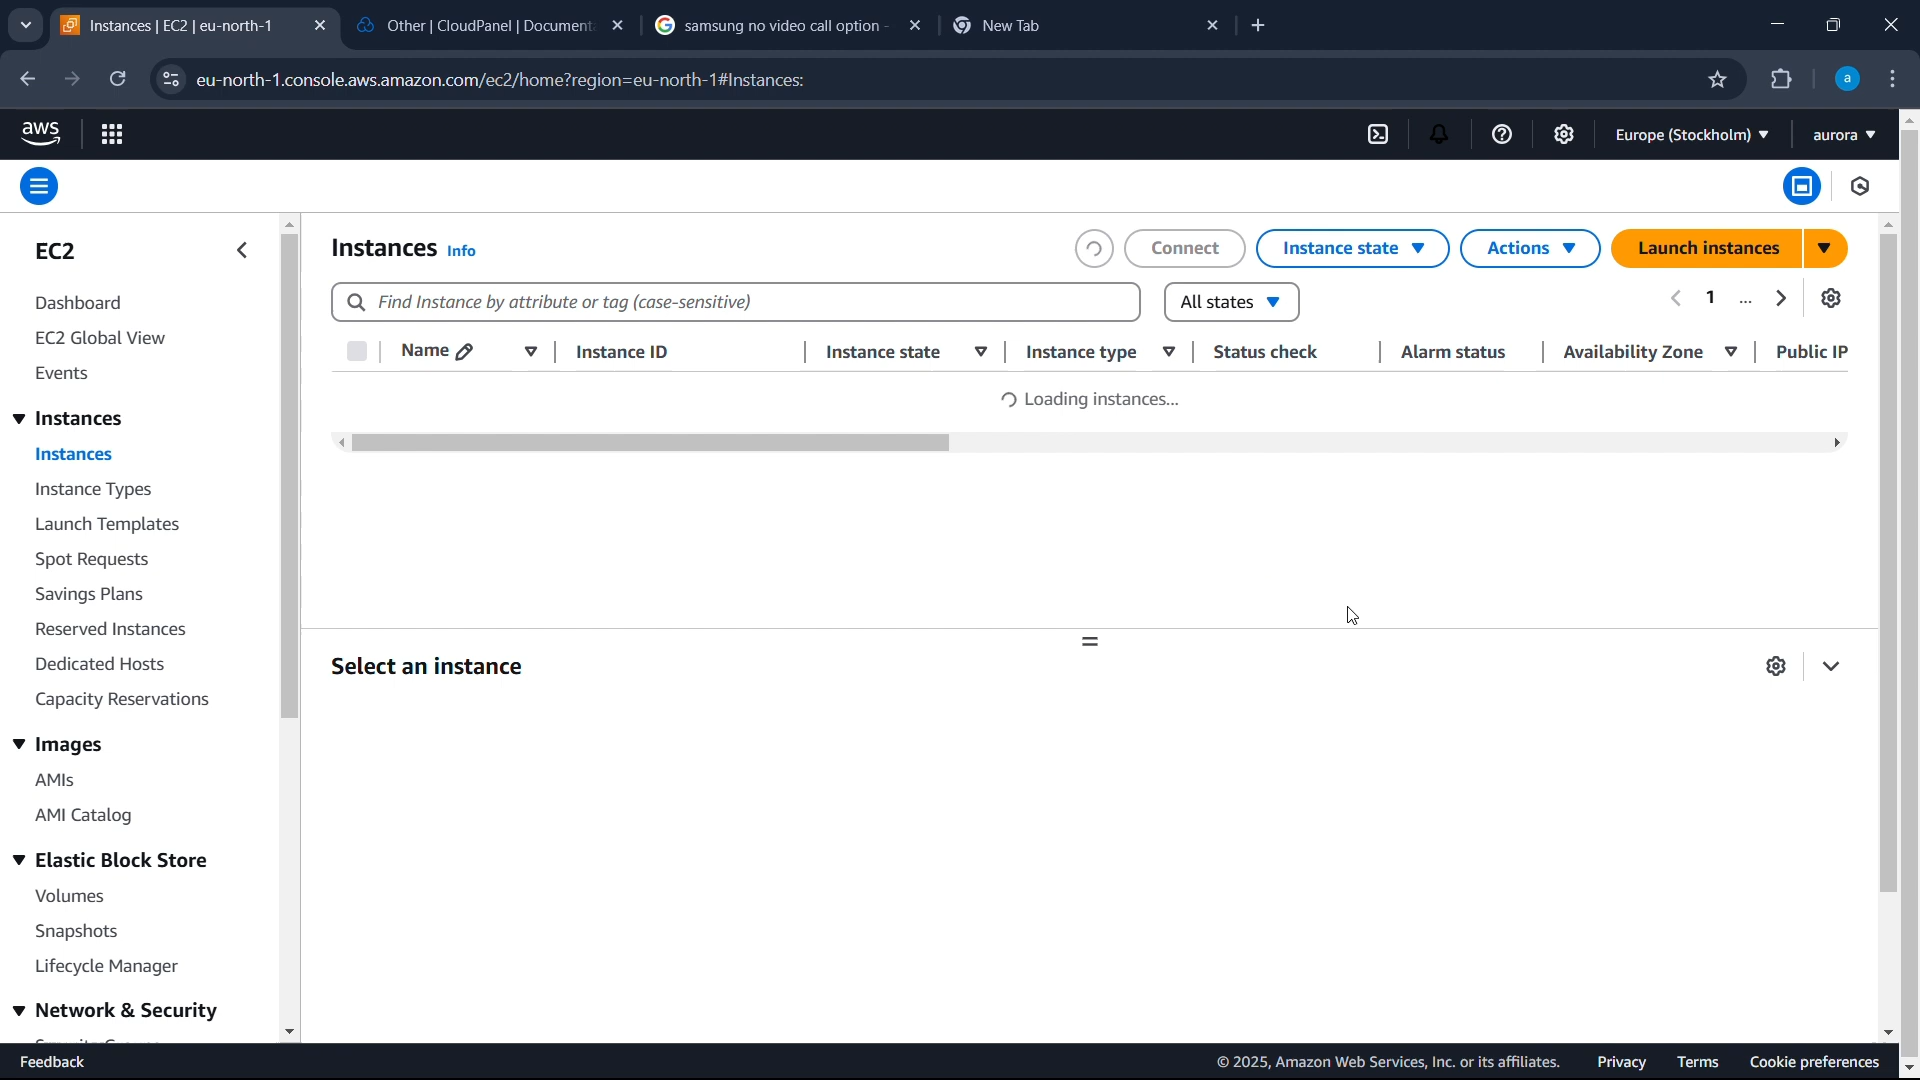 Instances | EC2 | eu-north-1
Other | CloudPanel | Document
samsung no video call option -
New Tab
eu-north-1.console.aws.amazon.com/ec2/home?region=eu-north-1#Instances:
a
aws
Europe (Stockholm)
aurora
EC2
Dashboard
EC2 Global View
Events
Instances
Instances
Instance Types
Launch Templates
Spot Requests
Savings Plans
Reserved Instances
Dedicated Hosts
Capacity Reservations
Images
AMIs
AMI Catalog
Elastic Block Store
Volumes
Snapshots
Lifecycle Manager
Network & Security
Instances Info
Connect
Instance state
Actions
Launch instances
Find Instance by attribute or tag (case-sensitive)
All states
1 ...
Name
Instance ID
Instance state
Instance type
Status check
Alarm status
Availability Zone
Public IP
Loading instances...
Select an instance
Feedback
© 2025, Amazon Web Services, Inc. or its affiliates.
Privacy
Terms
Cookie preferences